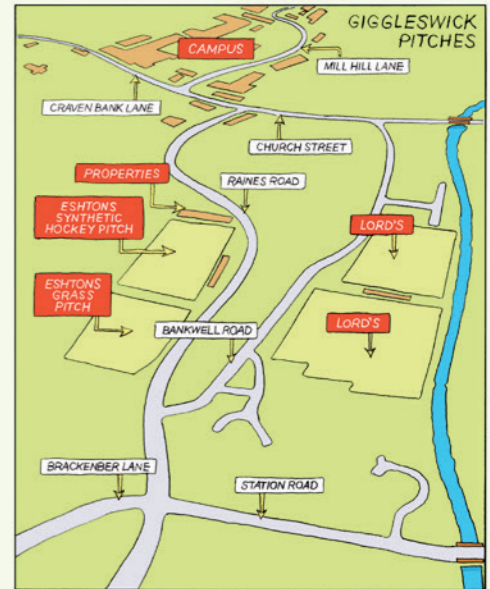 GIGGLESWICK
PITCHES
CAMPUS
MILL HILL LANE
CRAVEN BANK LANE
CHURCH STREET
PROPERTIES
RAINES ROAD
ESHTONS
SYNTHETIC
HOCKEY PITCH
LORD'S
ESHTONS
GRASS
PITCH
BANKWELL ROAD
LORD'S
BRACKENBER LANE
STATION ROAD